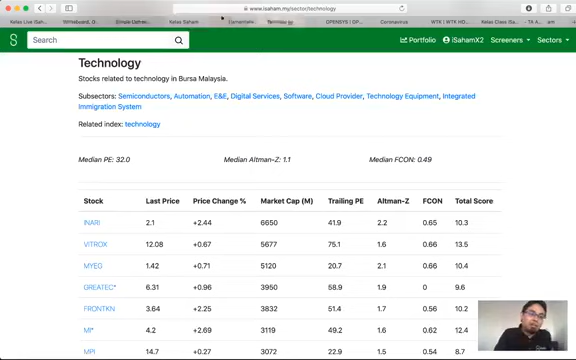 www.isaham.my/sector/technology
Kelas Live Isah...
Whiteboard, O...
Kelas Saham
Technology
OPENSYS | OP...
Coronavirus
WTK | WTK HO...
Kelas Class ISa...
S Search Portfolio iSahamX2 Screeners Sectors
Technology
Stocks related to technology in Bursa Malaysia.
Subsectors: Semiconductors, Automation, E&E, Digital Services, Software, Cloud Provider, Technology Equipment, Integrated
Immigration System
Related index: technology
Median PE: 32.0 Median Altman-Z: 1.1 Median FCON: 0.49
Stock Last Price Price Change % Market Cap (M) Trailing PE Altman-Z FCON Total Score
INARI 2.1 +2.44 6650 41.9 2.2 0.65 10.3
VITROX 12.08 +0.67 5677 75.1 1.6 0.66 13.5
MYEG 1.42 +0.71 5120 20.7 2.1 0.66 10.4
GREATEC* 6.31 +0.96 3950 58.9 1.9 0 9.6
FRONTKN 3.64 +2.25 3832 51.4 1.7 0.56 10.2
MI* 4.2 +2.69 3119 49.2 1.6 0.62 12.4
MPI 14.7 +0.27 3072 22.9 1.5 0.54 8.7